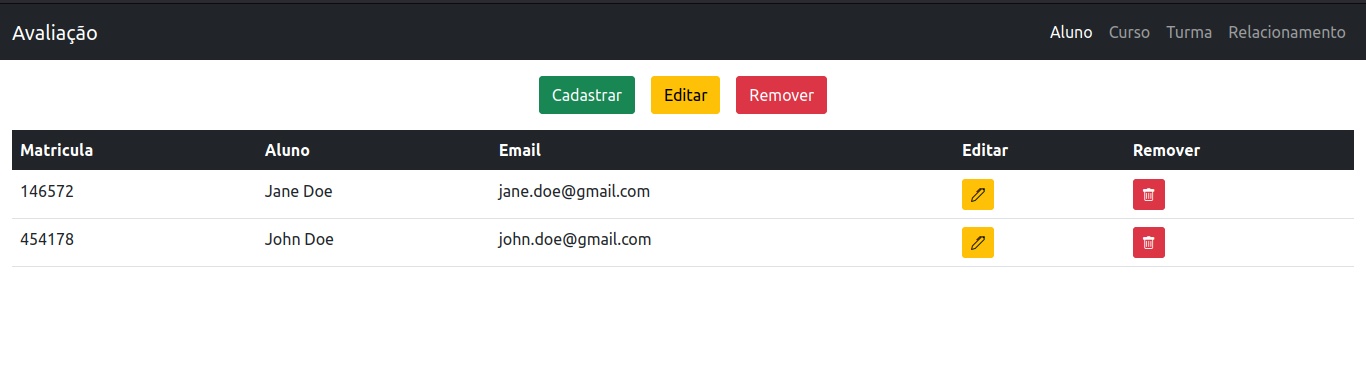 Avaliação Aluno Curso Turma Relacionamento
Cadastrar Editar Remover
Matricula Aluno Email Editar Remover
146572 Jane Doe jane.doe@gmail.com
454178 John Doe john.doe@gmail.com